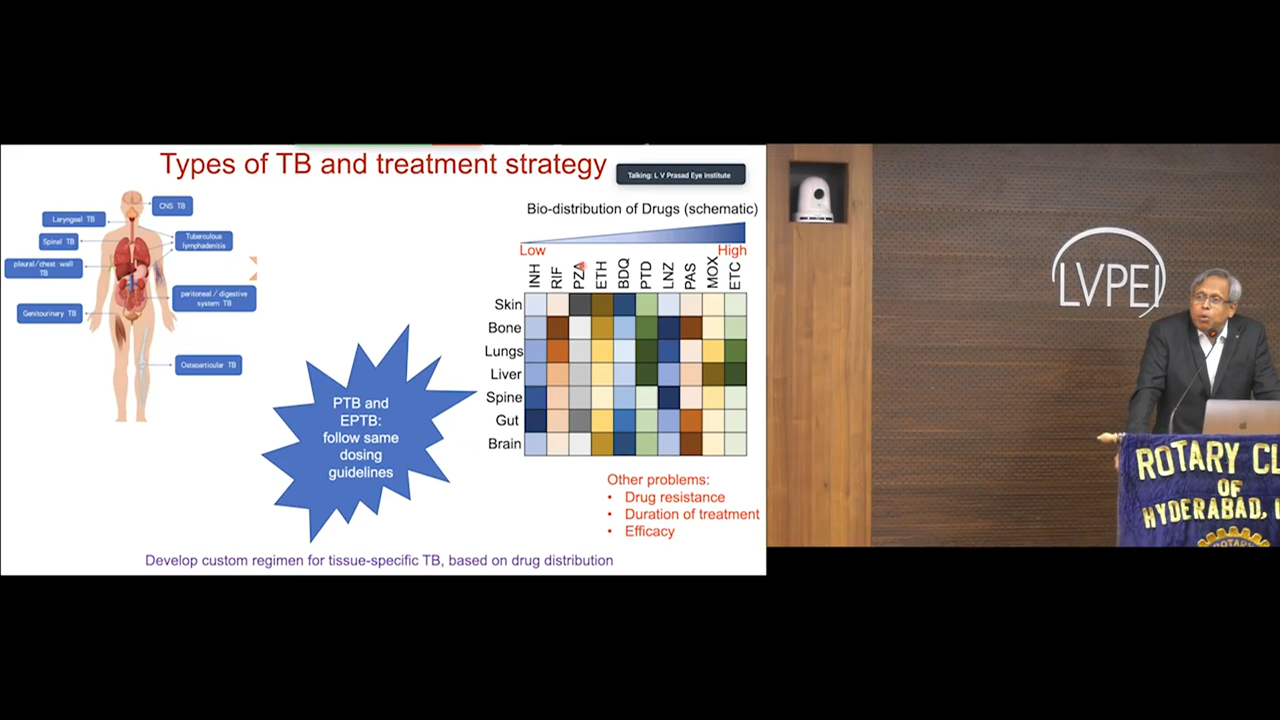 Types of TB and treatment strategy
Talking: L V Prasad Eye Institute
CNS TB
Laryngeal TB
Spinal TB
Tuberculous
lymphadenitis
pleural/chest wall
TB
peritoneal / digestive
system TB
Genitourinary TB
Osteoarticular TB
PTB and
EPTB:
follow same
dosing
guidelines
Bio-distribution of Drugs (schematic)
Low High
INH RIF PZA ETH BDQ PTD LNZ PAS MOX ETC
Skin
Bone
Lungs
Liver
Spine
Gut
Brain
Other problems:
• Drug resistance
• Duration of treatment
• Efficacy
Develop custom regimen for tissue-specific TB, based on drug distribution
LVPEI
ROTARY CL
OF
HYDERABAD,
ROTARY